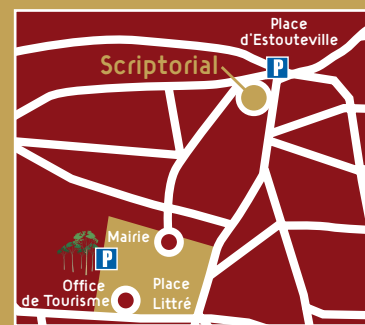 Place
d'Estouteville
P
Scriptorial
Mairie
P
Office
de Tourisme
Place
Littré